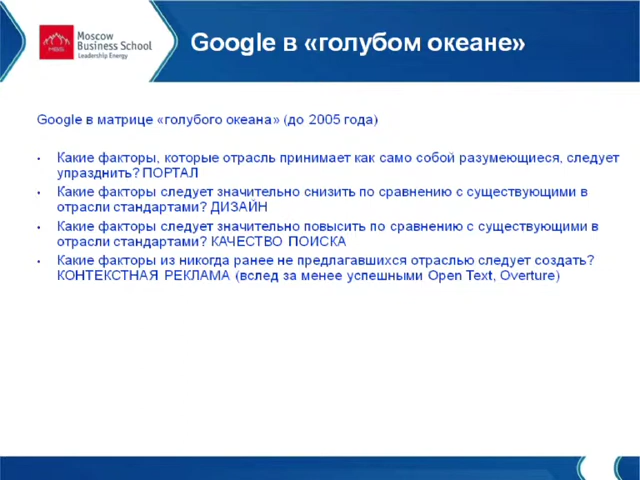 Moscow
Business School
Leadership Energy
MBS
Google в «голубом океане»
Google в матрице «голубого океана» (до 2005 года)
• Какие факторы, которые отрасль принимает как само собой разумеющиеся, следует
упразднить? ПОРТАЛ
• Какие факторы следует значительно снизить по сравнению с существующими в
отрасли стандартами? ДИЗАЙН
• Какие факторы следует значительно повысить по сравнению с существующими в
отрасли стандартами? КАЧЕСТВО ПОИСКА
• Какие факторы из никогда ранее не предлагавшихся отраслью следует создать?
КОНТЕКСТНАЯ РЕКЛАМА (вслед за менее успешными Open Text, Overture)